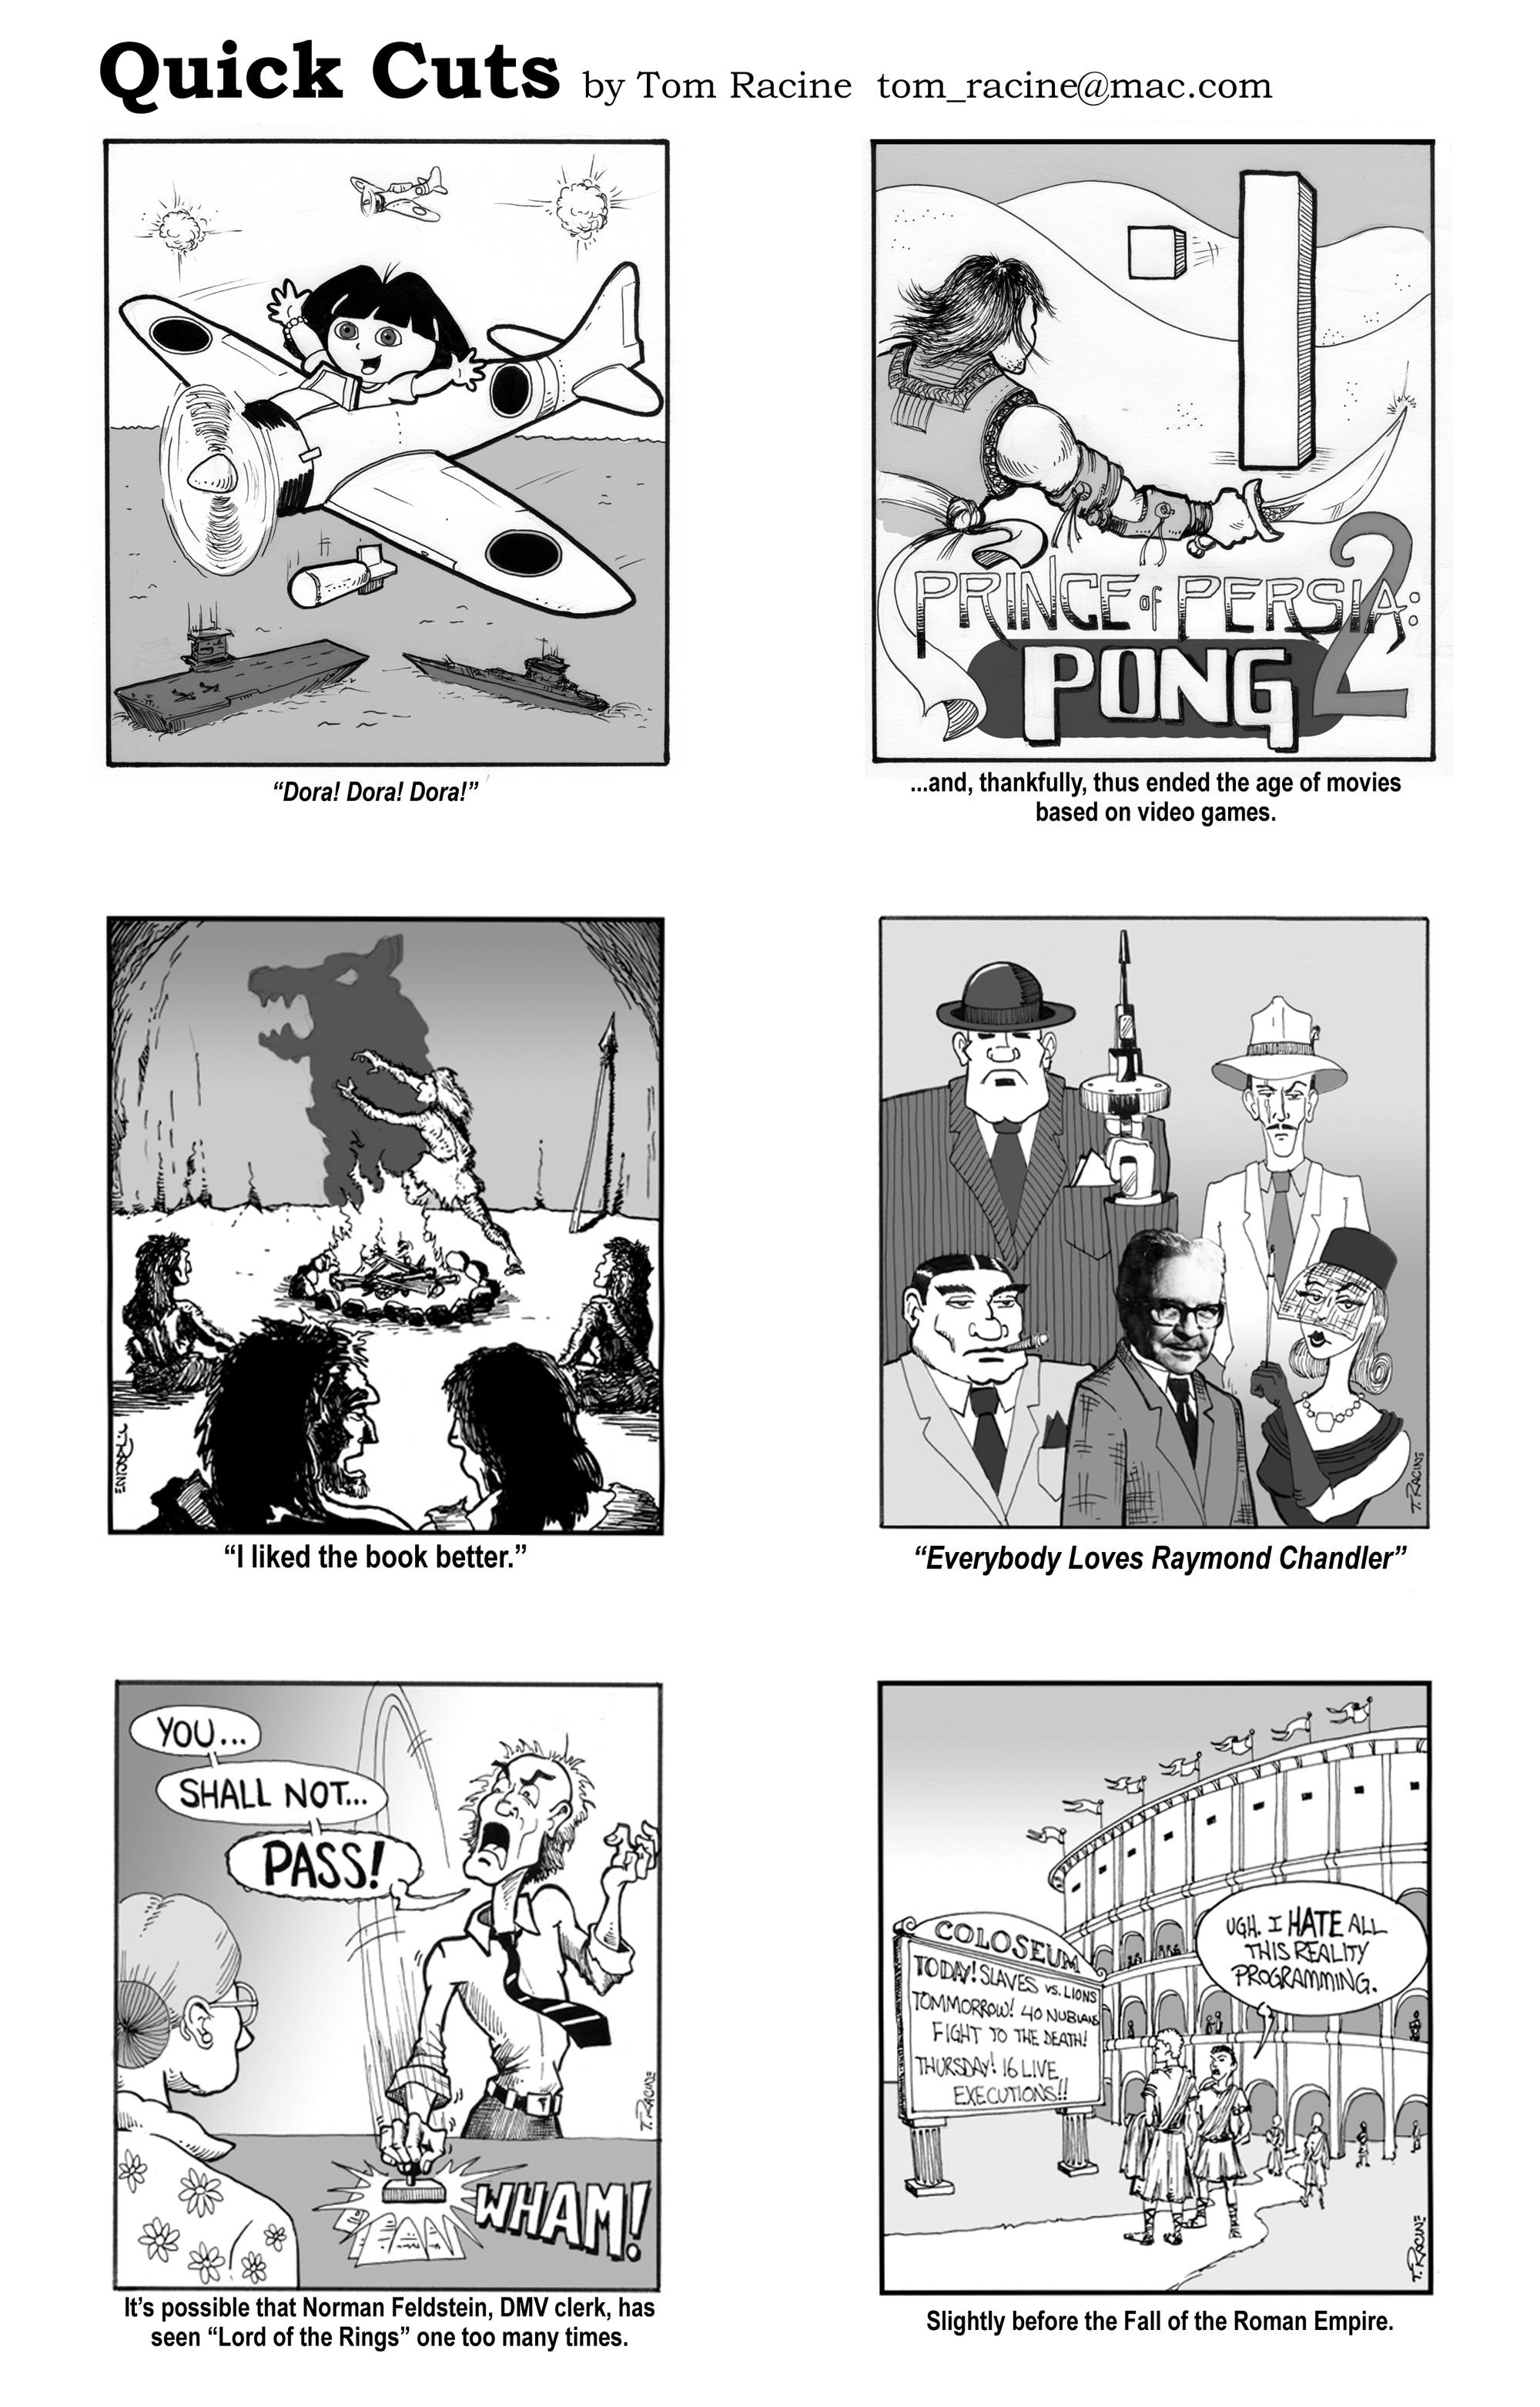 Quick Cuts by Tom Racine tom_racine@mac.com
“Dora! Dora! Dora!”
PRINCE of PERSIA: 2
PONG
...and, thankfully, thus ended the age of movies
based on video games.
RACINE
“I liked the book better.”
T. RACINE
“Everybody Loves Raymond Chandler”
YOU...
SHALL NOT...
PASS!
WHAM!
T. RACINE
It’s possible that Norman Feldstein, DMV clerk, has
seen “Lord of the Rings” one too many times.
COLOSEUM
TODAY! SLAVES VS. LIONS
TOMMORROW! 40 NUBIANS
FIGHT TO THE DEATH!
THURSDAY! 16 LIVE
EXECUTIONS!!
UGH. I HATE ALL
THIS REALITY
PROGRAMMING.
T. RACINE
Slightly before the Fall of the Roman Empire.